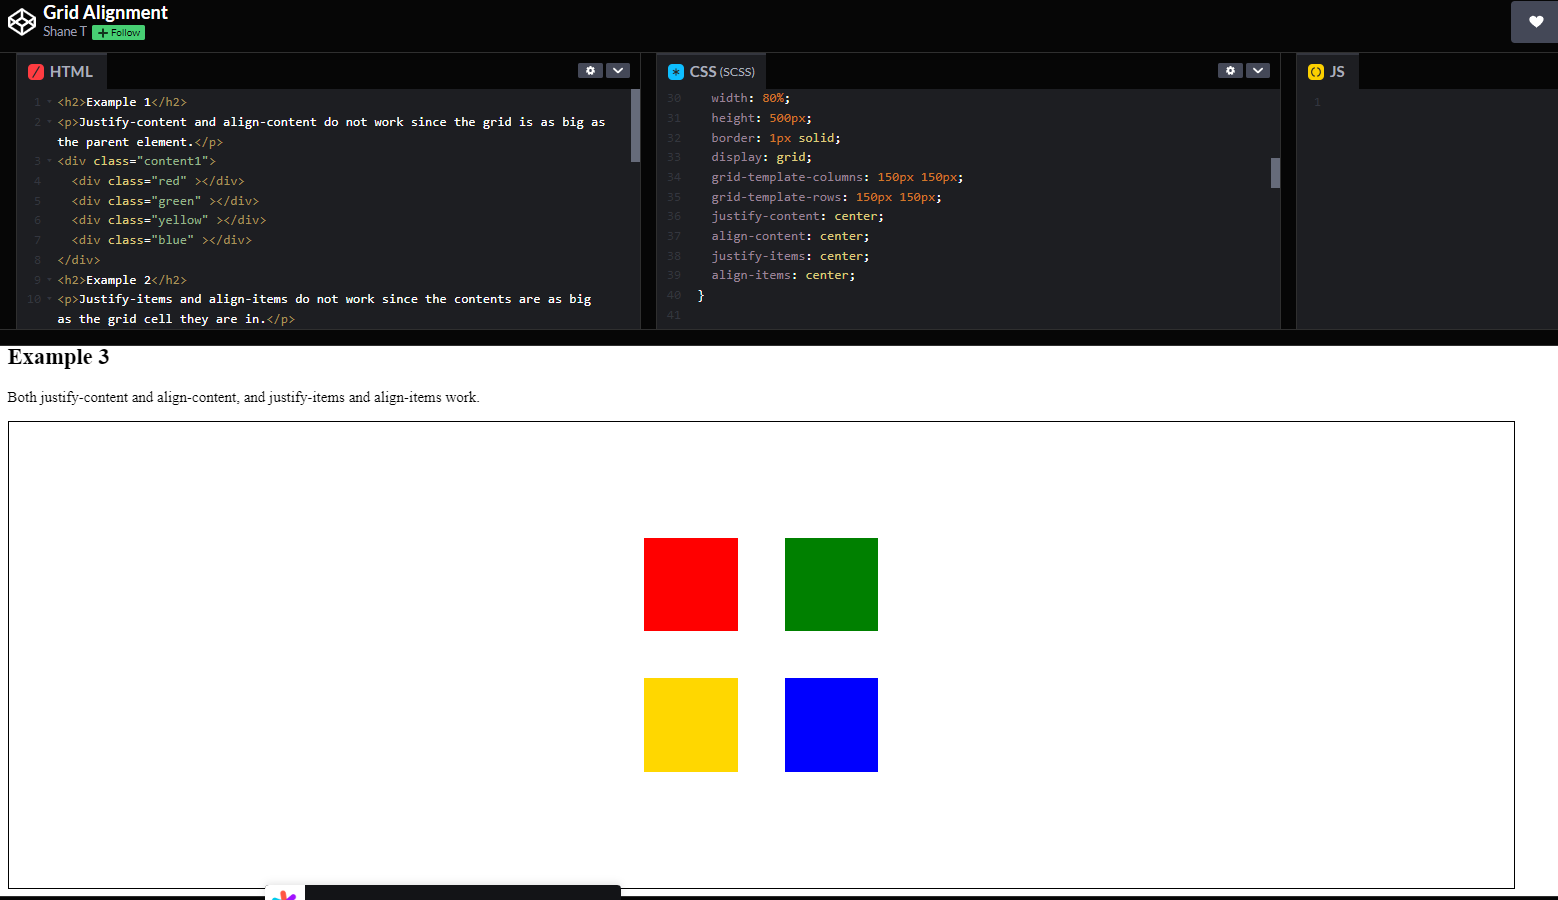 Grid Alignment
Shane T + Follow
HTML
1 <h2>Example 1</h2>
2 <p>Justify-content and align-content do not work since the grid is as big as
the parent element.</p>
3 <div class="content1">
4 <div class="red" ></div>
5 <div class="green" ></div>
6 <div class="yellow" ></div>
7 <div class="blue" ></div>
8 </div>
9 <h2>Example 2</h2>
10 <p>Justify-items and align-items do not work since the contents are as big
as the grid cell they are in.</p>
CSS (SCSS)
30 width: 80%;
31 height: 500px;
32 border: 1px solid;
33 display: grid;
34 grid-template-columns: 150px 150px;
35 grid-template-rows: 150px 150px;
36 justify-content: center;
37 align-content: center;
38 justify-items: center;
39 align-items: center;
40 }
41
JS
1
Example 3
Both justify-content and align-content, and justify-items and align-items work.